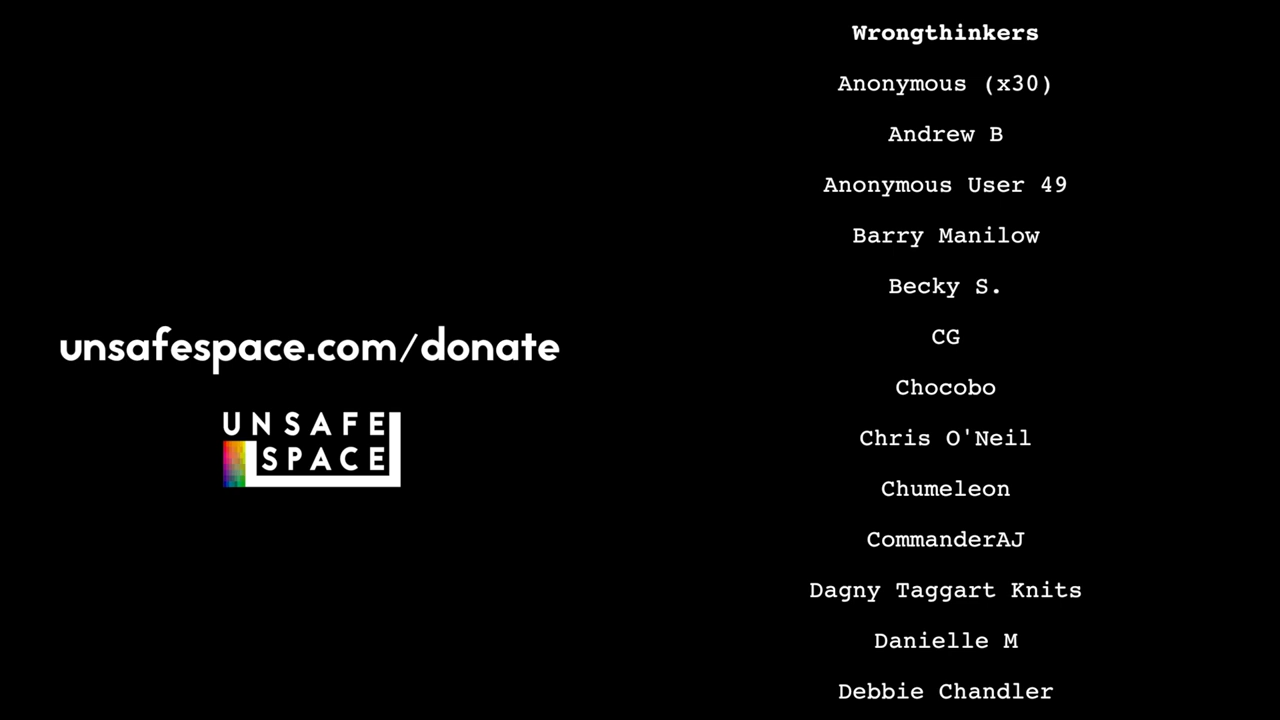 unsafespace.com/donate
UNSAFE
SPACE
Wrongthinkers
Anonymous (x30)
Andrew B
Anonymous User 49
Barry Manilow
Becky S.
CG
Chocobo
Chris O'Neil
Chumeleon
CommanderAJ
Dagny Taggart Knits
Danielle M
Debbie Chandler